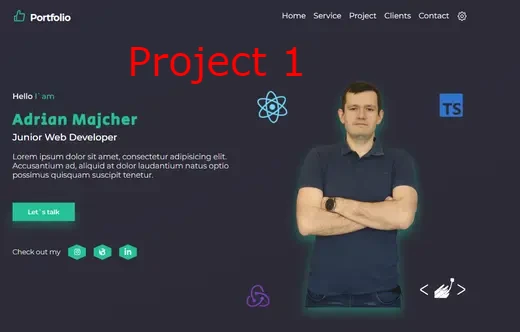 Portfolio
Home Service Project Clients Contact
Project 1
Hello I`am
Adrian Majcher
Junior Web Developer
Lorem ipsum dolor sit amet, consectetur adipisicing elit.
Accusantium ad, aliquid at dolor laudantium natus optio
possimus quisquam suscipit tenetur.
Let`s talk
Check out my
in
TS